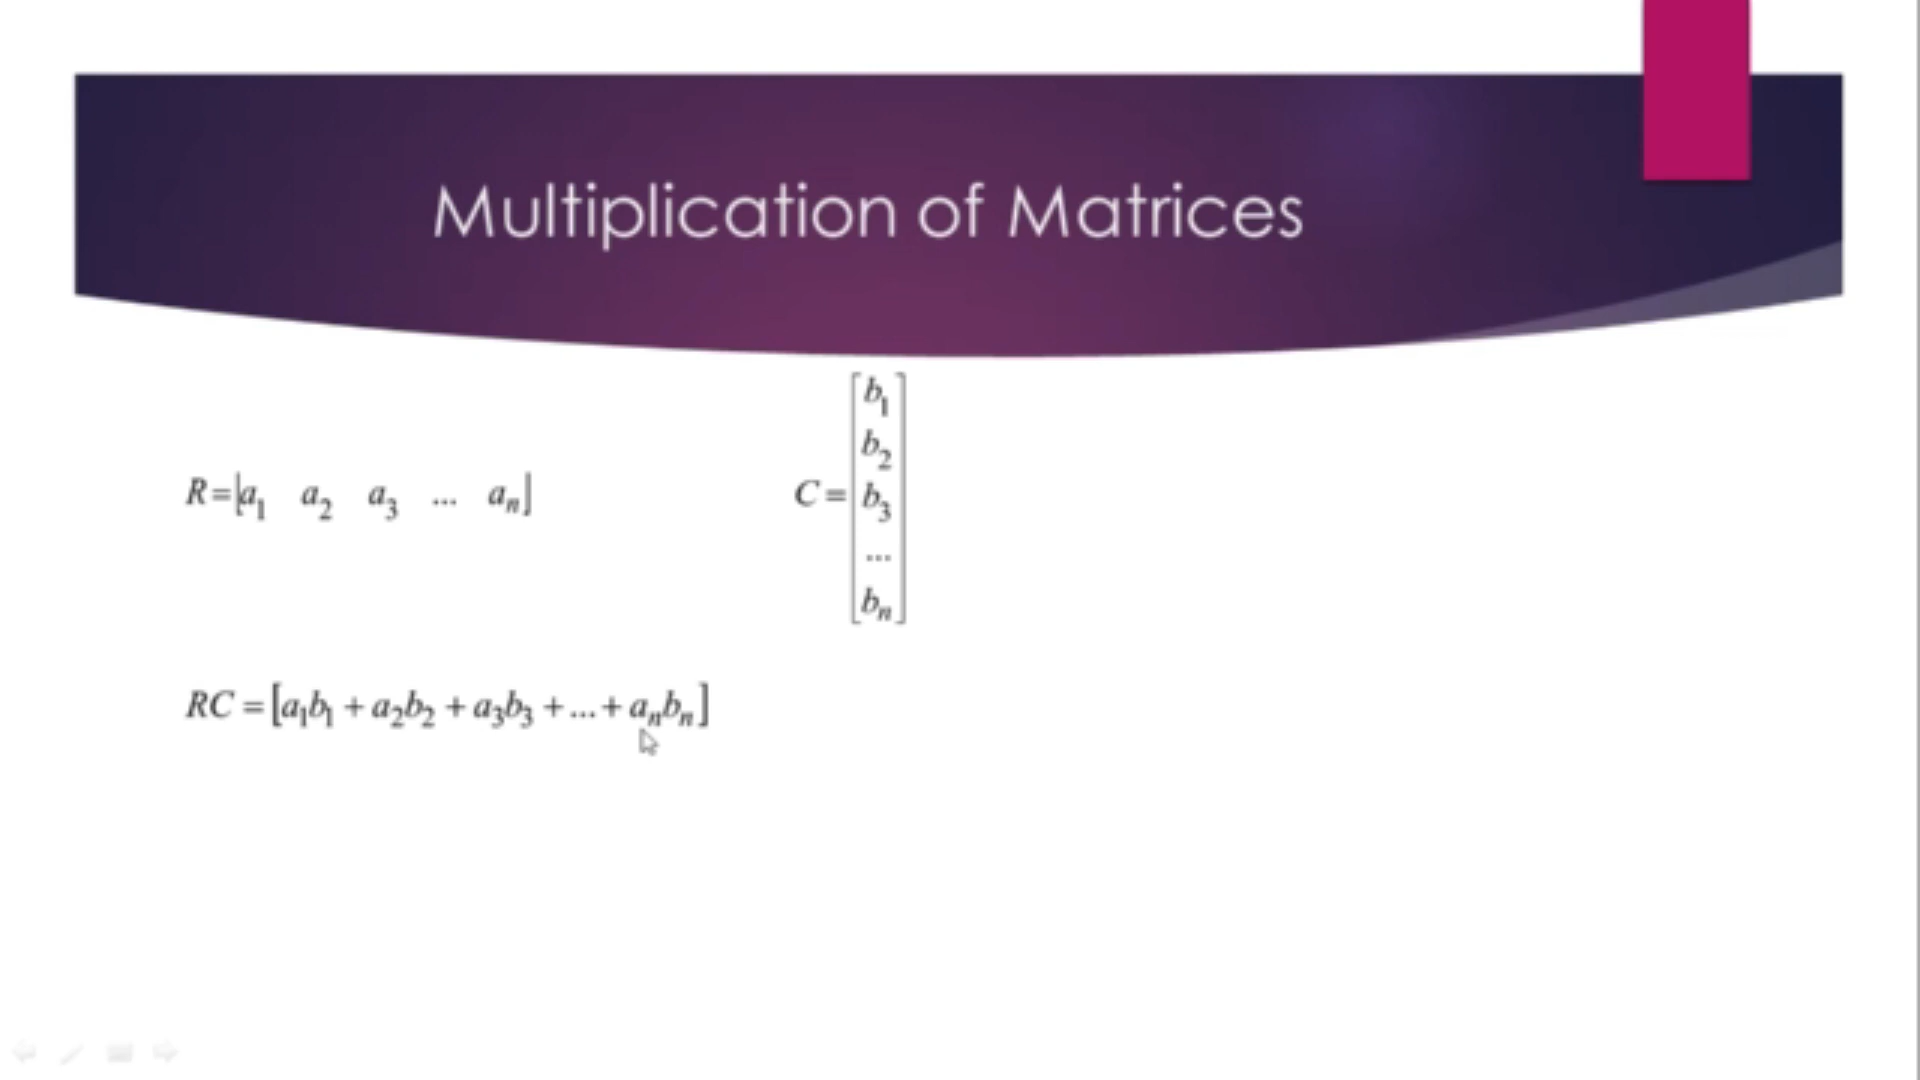 Multiplication of Matrices
R=[a₁ a₂ a₃ ... aₙ]
C=[b₁
b₂
b₃
...
bₙ]
RC=[a₁b₁+a₂b₂+a₃b₃+...+aₙbₙ]